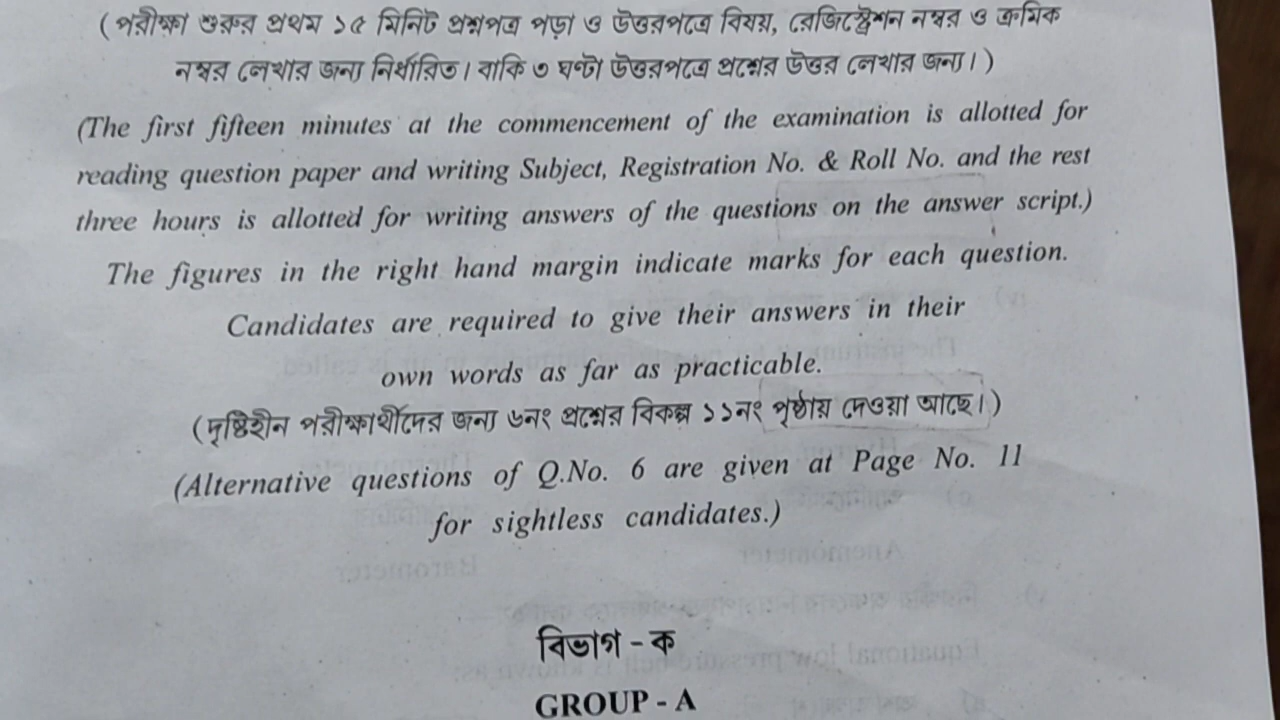 ( পরীক্ষা শুরুর প্রথম ১৫ মিনিট প্রশ্নপত্র পড়া ও উত্তরপত্রে বিষয়, রেজিস্ট্রেশন নম্বর ও ক্রমিক
নম্বর লেখার জন্য নির্ধারিত। বাকি ৩ ঘণ্টা উত্তরপত্রে প্রশ্নের উত্তর লেখার জন্য। )
(The first fifteen minutes at the commencement of the examination is allotted for
reading question paper and writing Subject, Registration No. & Roll No. and the rest
three hours is allotted for writing answers of the questions on the answer script.)
The figures in the right hand margin indicate marks for each question.
Candidates are required to give their answers in their
own words as far as practicable.
( দৃষ্টিহীন পরীক্ষার্থীদের জন্য ৬নং প্রশ্নের বিকল্প ১১নং পৃষ্ঠায় দেওয়া আছে। )
(Alternative questions of Q.No. 6 are given at Page No. 11
for sightless candidates.)
বিভাগ - ক
GROUP - A